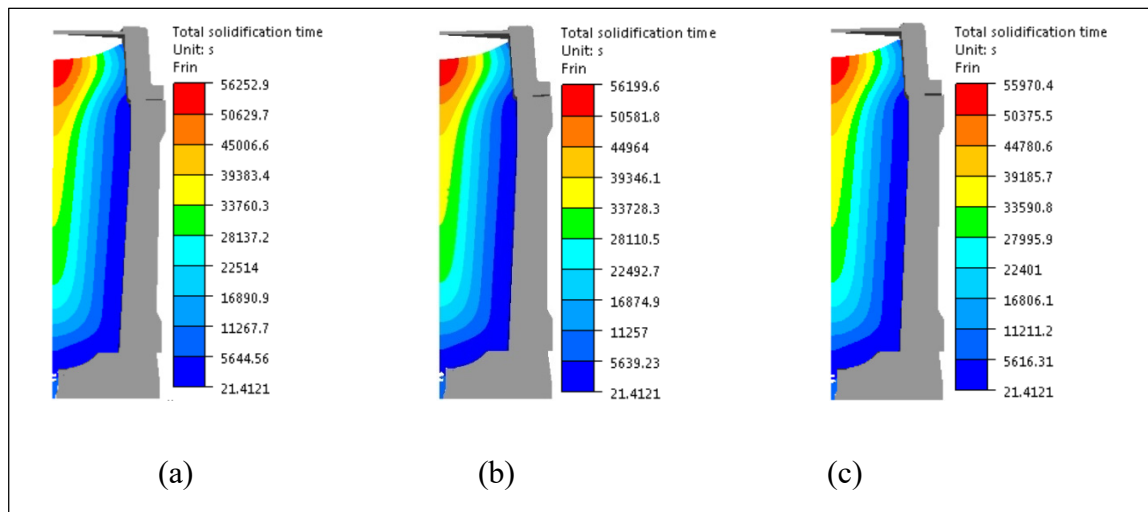 Total solidification time
Unit: s
Frin
56252.9
50629.7
45006.6
39383.4
33760.3
28137.2
22514
16890.9
11267.7
5644.56
21.4121
Total solidification time
Unit: s
Frin
56199.6
50581.8
44964
39346.1
33728.3
28110.5
22492.7
16874.9
11257
5639.23
21.4121
Total solidification time
Unit: s
Frin
55970.4
50375.5
44780.6
39185.7
33590.8
27995.9
22401
16806.1
11211.2
5616.31
21.4121
(a)
(b)
(c)